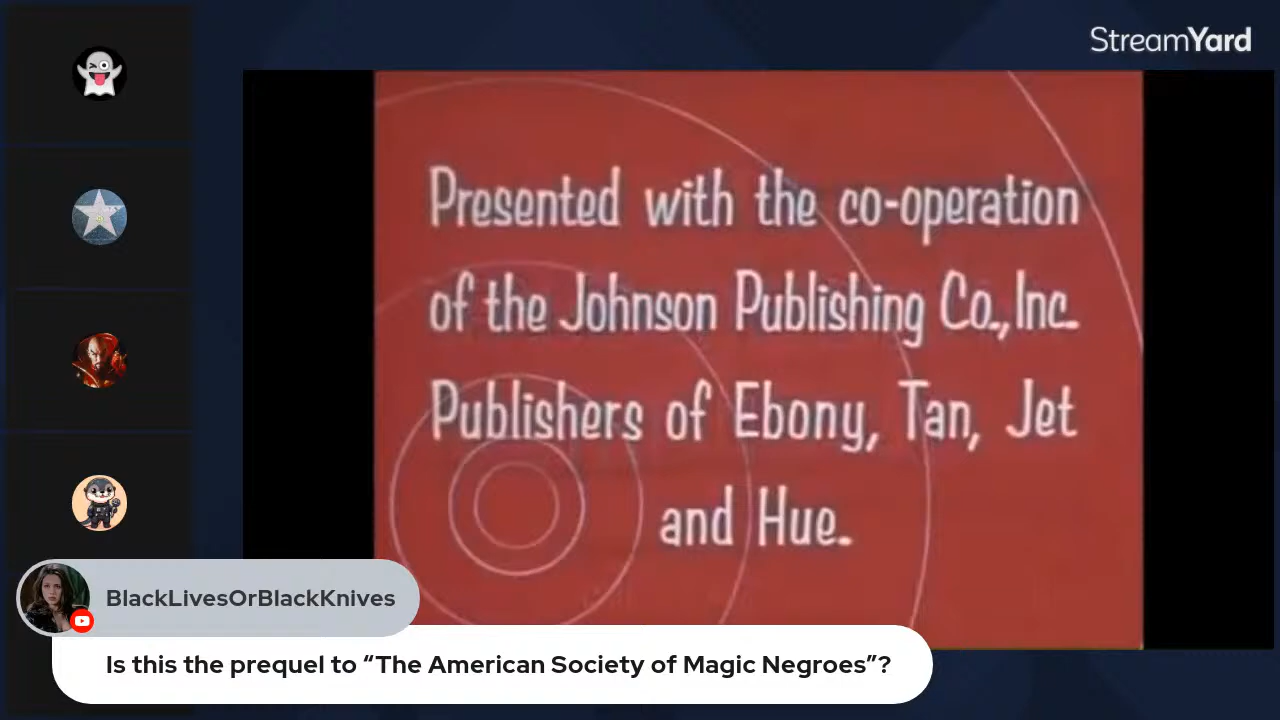 StreamYard
Presented with the co-operation
of the Johnson Publishing Co., Inc.
Publishers of Ebony, Tan, Jet
and Hue.
BlackLivesOrBlackKnives
Is this the prequel to “The American Society of Magic Negroes”?